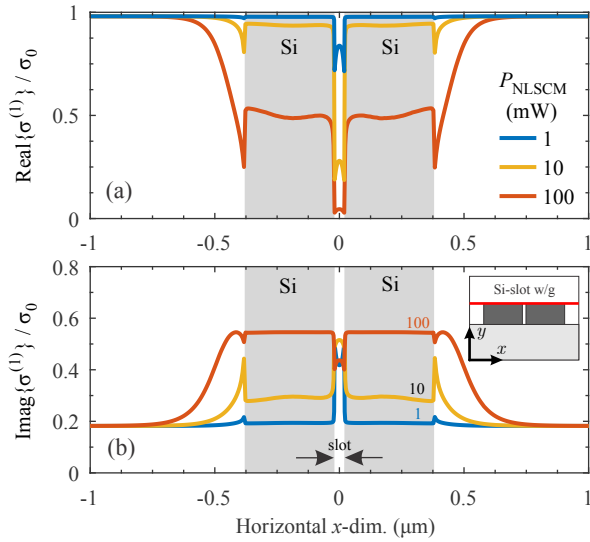 1
0.5
0
Real{σ⁽¹⁾} / σ₀
(a)
Si
Si
P_NLSCM
(mW)
1
10
100
-1
-0.5
0
0.5
1
0.8
0.6
0.4
0.2
0
Imag{σ⁽¹⁾} / σ₀
(b)
Si
Si
100
10
1
slot
Si-slot w/g
y
x
-1
-0.5
0
0.5
1
Horizontal x-dim. (μm)